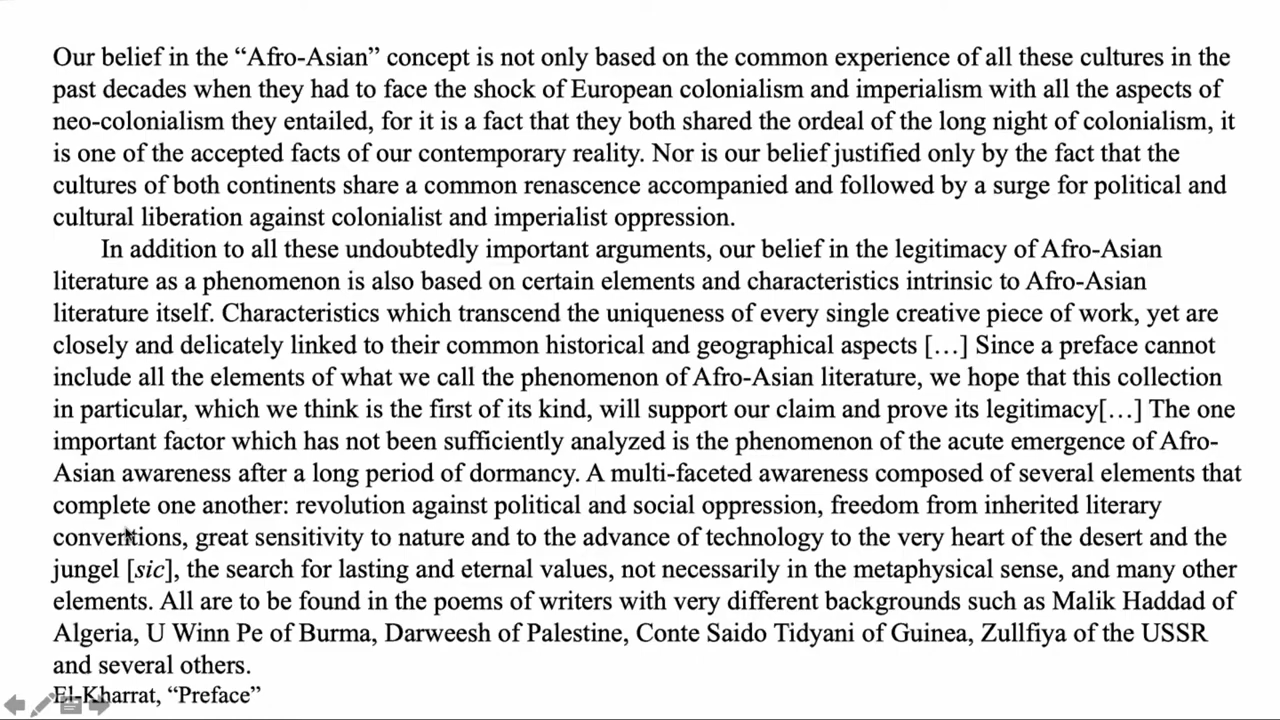 Our belief in the “Afro-Asian” concept is not only based on the common experience of all these cultures in the
past decades when they had to face the shock of European colonialism and imperialism with all the aspects of
neo-colonialism they entailed, for it is a fact that they both shared the ordeal of the long night of colonialism, it
is one of the accepted facts of our contemporary reality. Nor is our belief justified only by the fact that the
cultures of both continents share a common renascence accompanied and followed by a surge for political and
cultural liberation against colonialist and imperialist oppression.
In addition to all these undoubtedly important arguments, our belief in the legitimacy of Afro-Asian
literature as a phenomenon is also based on certain elements and characteristics intrinsic to Afro-Asian
literature itself. Characteristics which transcend the uniqueness of every single creative piece of work, yet are
closely and delicately linked to their common historical and geographical aspects […] Since a preface cannot
include all the elements of what we call the phenomenon of Afro-Asian literature, we hope that this collection
in particular, which we think is the first of its kind, will support our claim and prove its legitimacy[…] The one
important factor which has not been sufficiently analyzed is the phenomenon of the acute emergence of Afro-
Asian awareness after a long period of dormancy. A multi-faceted awareness composed of several elements that
complete one another: revolution against political and social oppression, freedom from inherited literary
conventions, great sensitivity to nature and to the advance of technology to the very heart of the desert and the
jungel [sic], the search for lasting and eternal values, not necessarily in the metaphysical sense, and many other
elements. All are to be found in the poems of writers with very different backgrounds such as Malik Haddad of
Algeria, U Winn Pe of Burma, Darweesh of Palestine, Conte Saido Tidyani of Guinea, Zullfiya of the USSR
and several others.
El-Kharrat, “Preface”